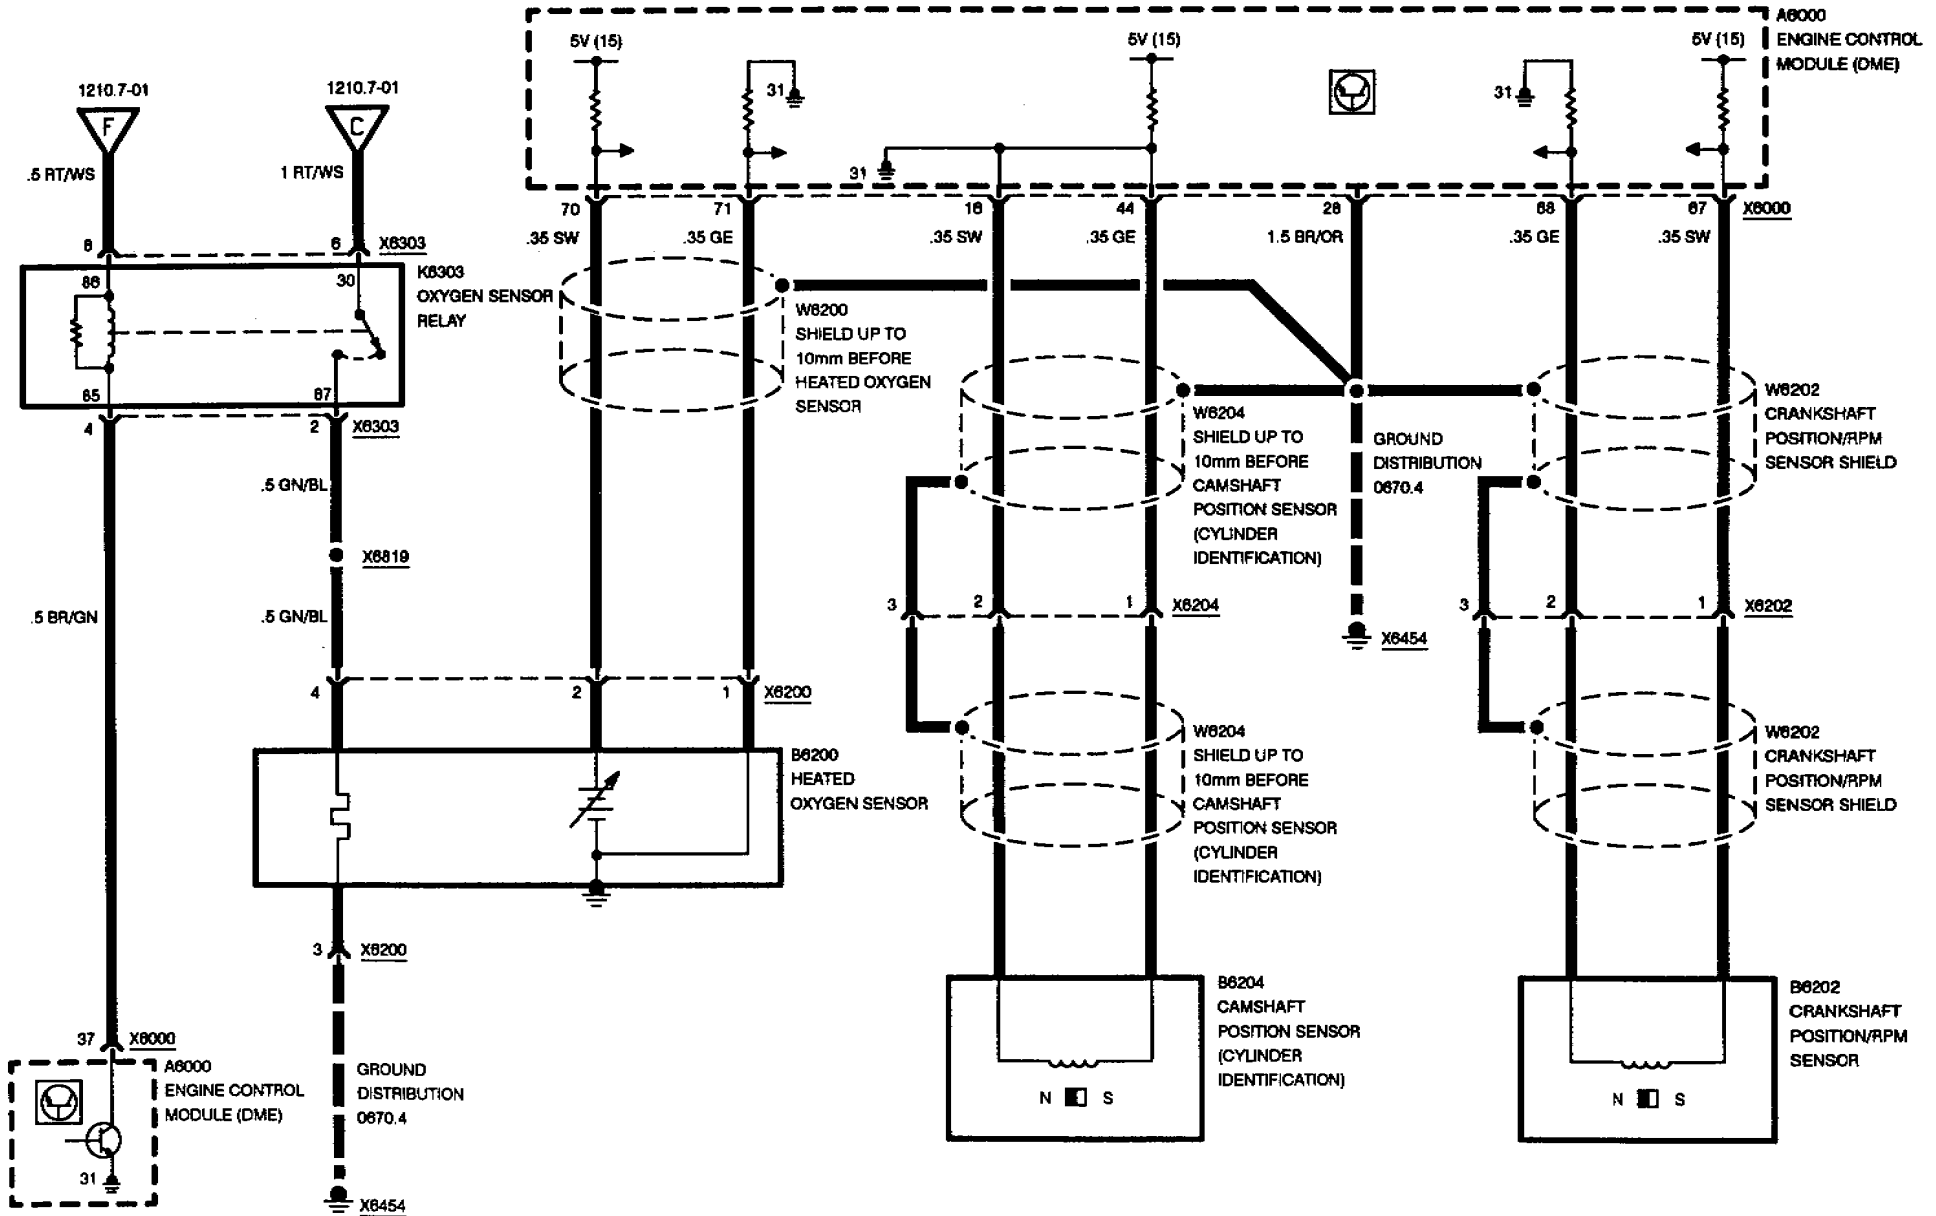 A6000
ENGINE CONTROL
MODULE (DME)
5V (15)
5V (15)
5V (15)
31
31
31
1210.7-01
1210.7-01
F
C
.5 RT/WS
1 RT/WS
70
71
16
44
28
68
67
X6000
.35 SW
.35 GE
.35 SW
.35 GE
1.5 BR/OR
.35 GE
.35 SW
8
6
X6303
K6303
OXYGEN SENSOR
RELAY
86
30
85
87
4
2
X6303
W6200
SHIELD UP TO
10mm BEFORE
HEATED OXYGEN
SENSOR
W6204
SHIELD UP TO
10mm BEFORE
CAMSHAFT
POSITION SENSOR
(CYLINDER
IDENTIFICATION)
GROUND
DISTRIBUTION
0670.4
W6202
CRANKSHAFT
POSITION/RPM
SENSOR SHIELD
.5 GN/BL
X6819
.5 BR/GN
.5 GN/BL
3
2
1
X6204
X6454
3
2
1
X6202
4
2
1
X6200
B6200
HEATED
OXYGEN SENSOR
W6204
SHIELD UP TO
10mm BEFORE
CAMSHAFT
POSITION SENSOR
(CYLINDER
IDENTIFICATION)
W6202
CRANKSHAFT
POSITION/RPM
SENSOR SHIELD
3
X6200
B6204
CAMSHAFT
POSITION SENSOR
(CYLINDER
IDENTIFICATION)
N
S
B6202
CRANKSHAFT
POSITION/RPM
SENSOR
N
S
37
X6000
A6000
ENGINE CONTROL
MODULE (DME)
31
GROUND
DISTRIBUTION
0670.4
X6454